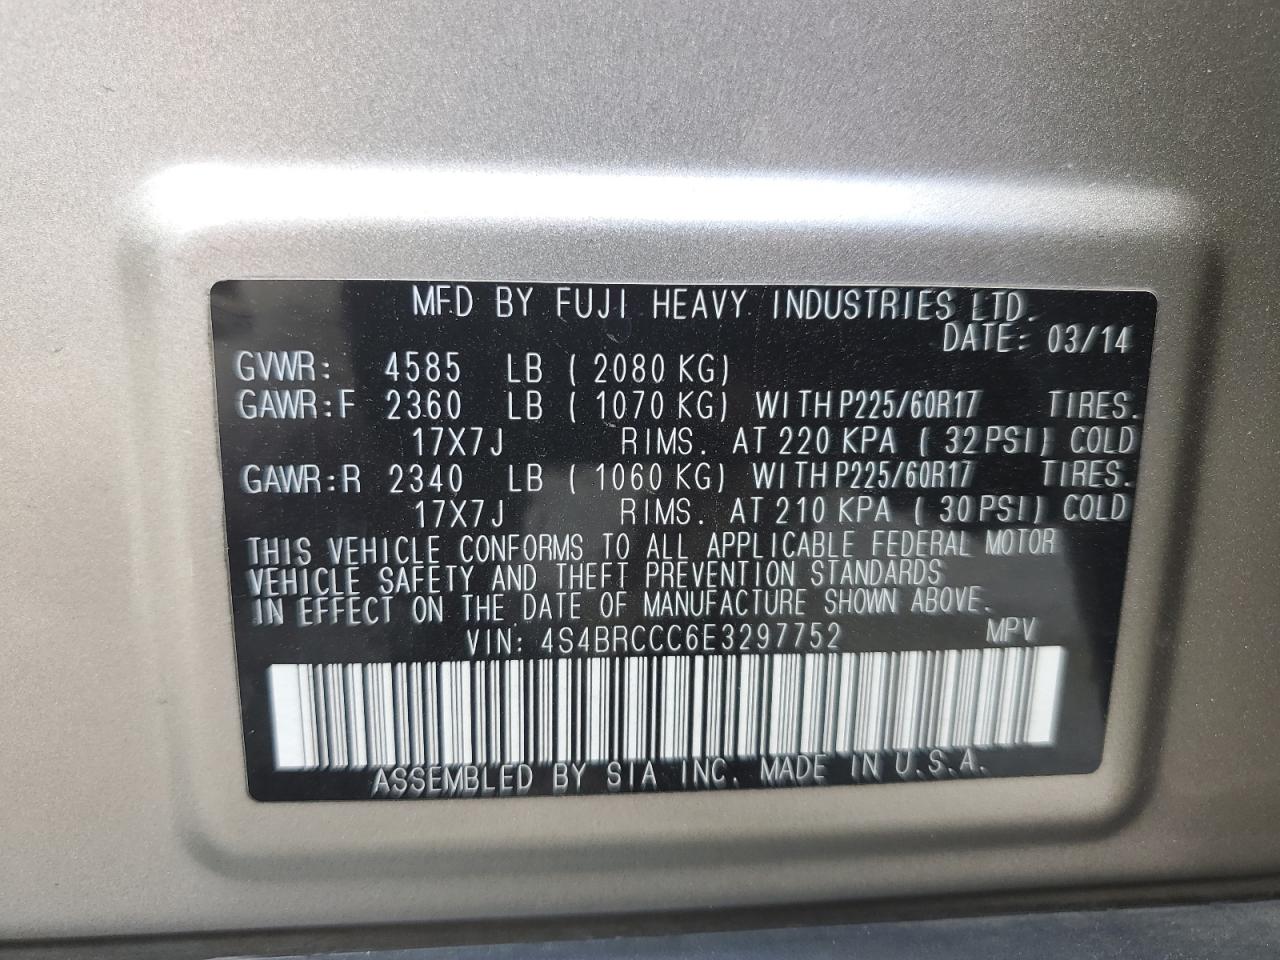 MFD BY FUJI HEAVY INDUSTRIES LTD.
DATE: 03/14
GVWR: 4585 LB ( 2080 KG)
GAWR:F 2360 LB ( 1070 KG) WITH P225/60R17 TIRES.
17X7J RIMS. AT 220 KPA ( 32PSI) COLD
GAWR:R 2340 LB ( 1060 KG) WITH P225/60R17 TIRES.
17X7J RIMS. AT 210 KPA ( 30PSI) COLD
THIS VEHICLE CONFORMS TO ALL APPLICABLE FEDERAL MOTOR
VEHICLE SAFETY AND THEFT PREVENTION STANDARDS
IN EFFECT ON THE DATE OF MANUFACTURE SHOWN ABOVE.
VIN: 4S4BRCCC6E3297752 MPV
ASSEMBLED BY SIA INC. MADE IN U.S.A.